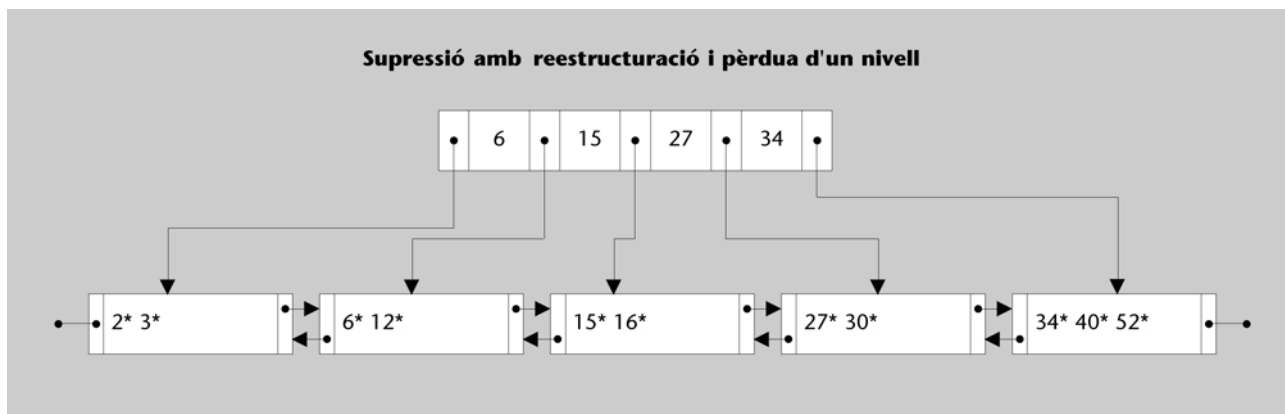 Supressió amb reestructuració i pèrdua d'un nivell
6 15 27 34
2* 3* 6* 12* 15* 16* 27* 30* 34* 40* 52*